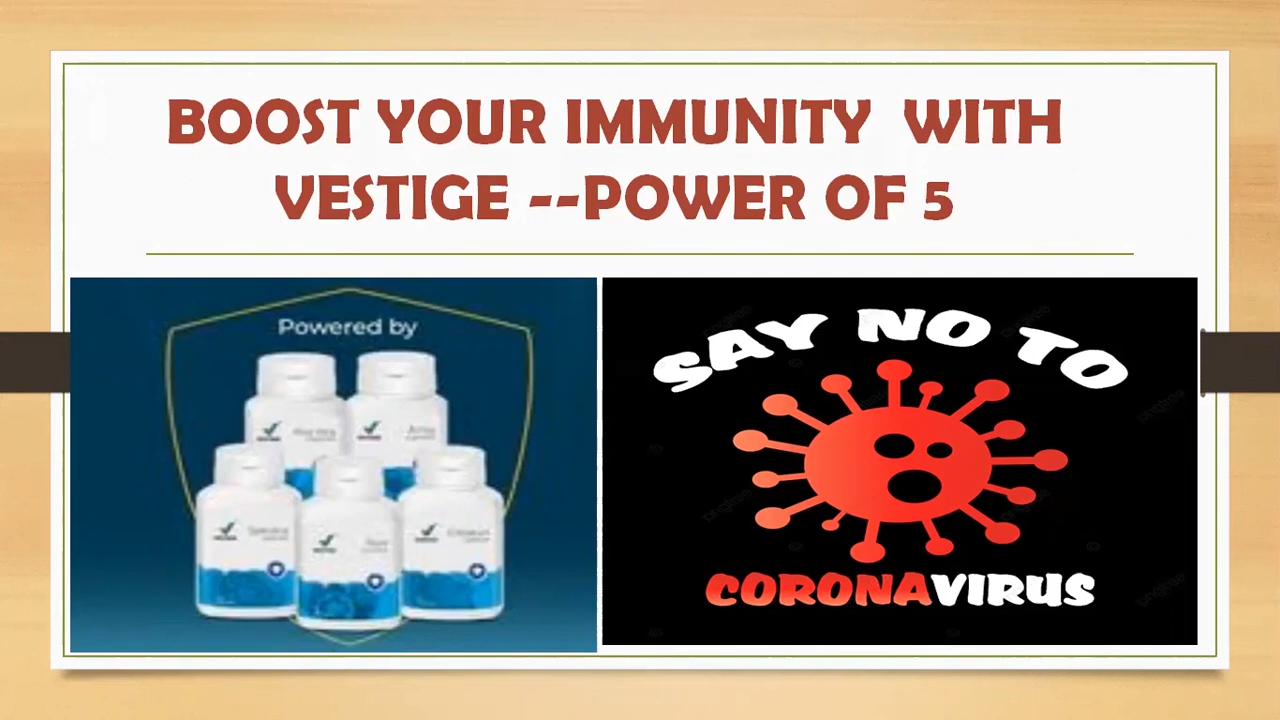 BOOST YOUR IMMUNITY WITH
VESTIGE --POWER OF 5
Powered by
SAY NO TO
CORONAVIRUS